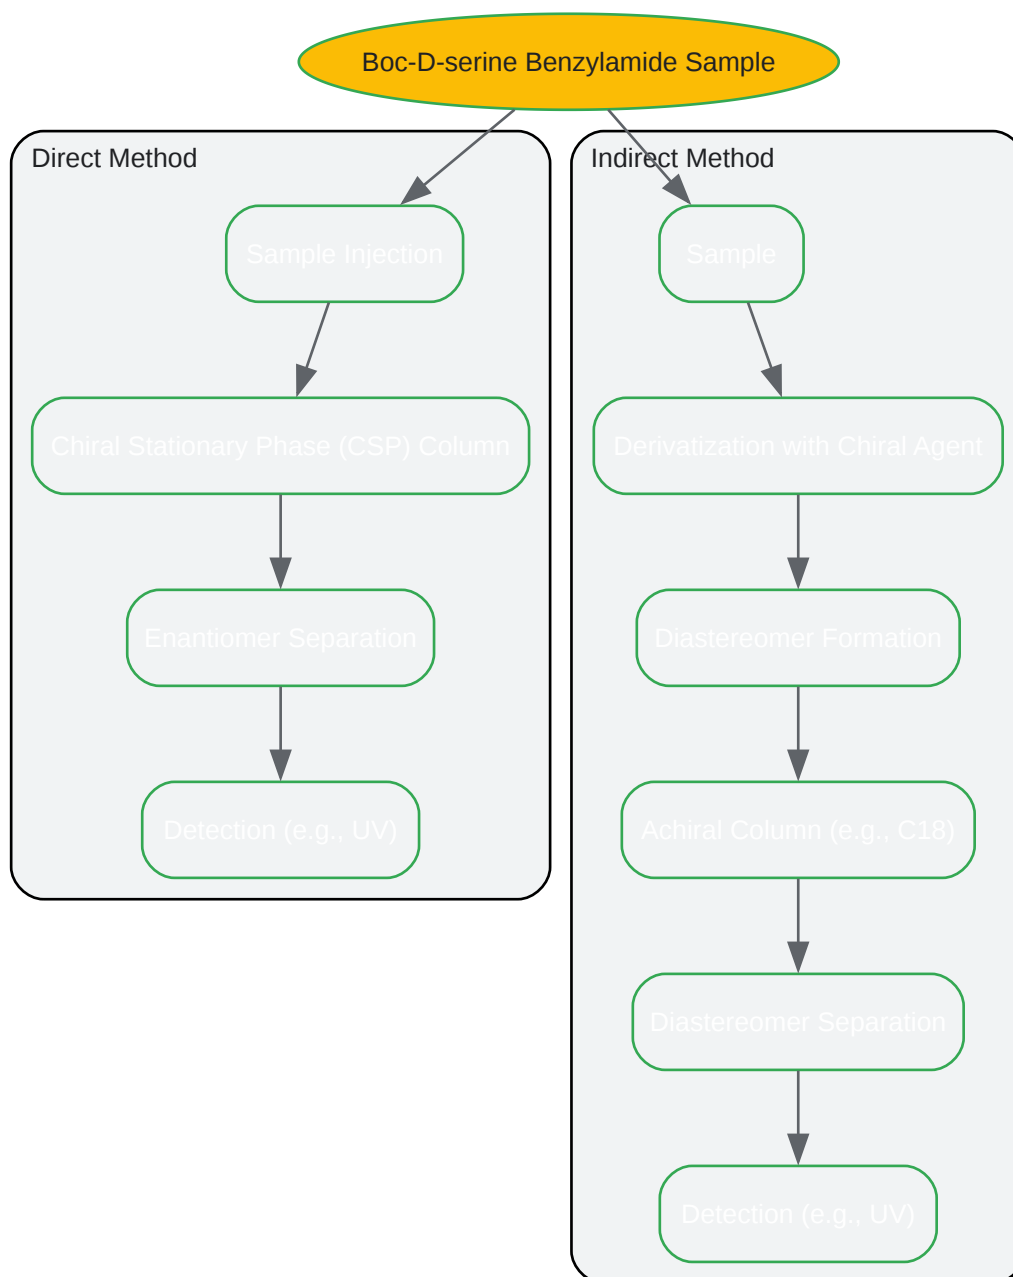 Boc-D-serine Benzylamide Sample
Direct Method
Sample Injection
Chiral Stationary Phase (CSP) Column
Enantiomer Separation
Detection (e.g., UV)
Indirect Method
Sample
Derivatization with Chiral Agent
Diastereomer Formation
Achiral Column (e.g., C18)
Diastereomer Separation
Detection (e.g., UV)